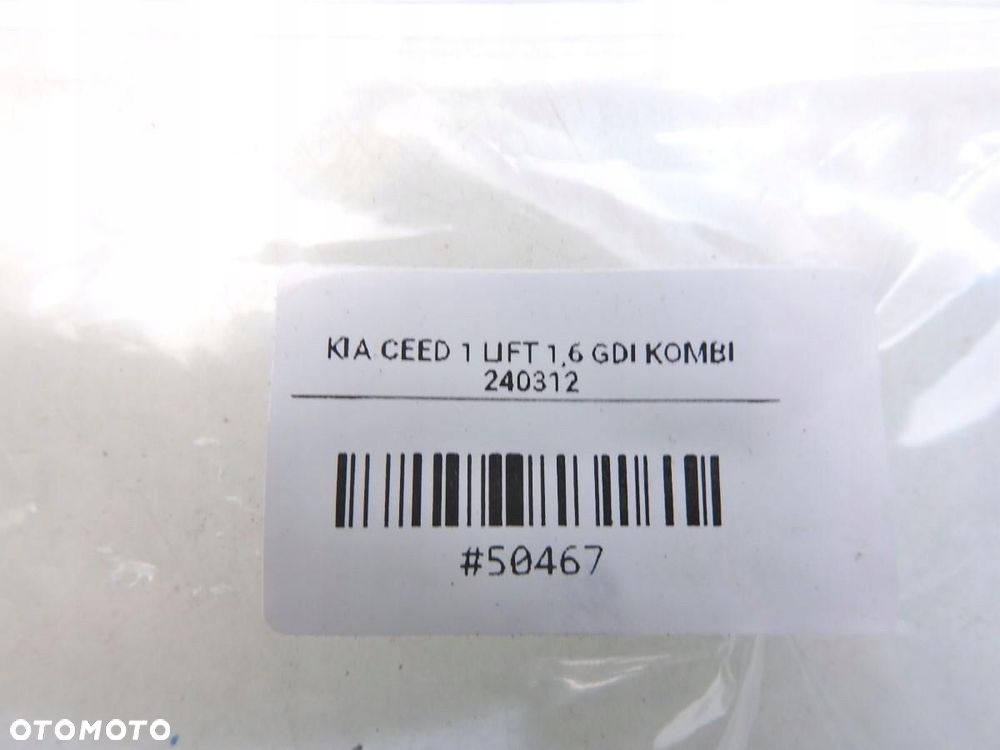 KIA CEED 1 LIFT 1,6 GDI KOMBI
240312
#50467
OTOMOTO